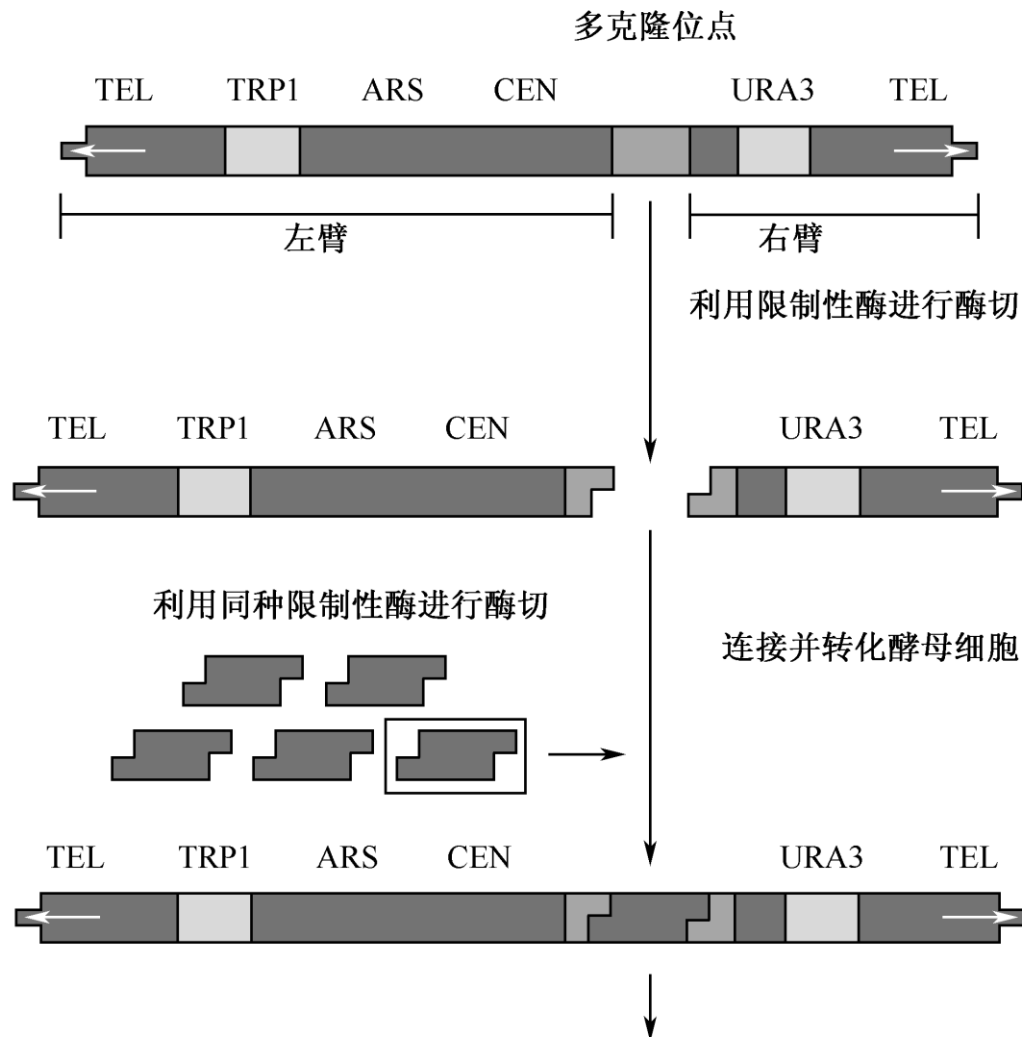 多克隆位点
TEL TRP1 ARS CEN URA3 TEL
左臂 右臂
利用限制性酶进行酶切
TEL TRP1 ARS CEN URA3 TEL
利用同种限制性酶进行酶切
连接并转化酵母细胞
TEL TRP1 ARS CEN URA3 TEL